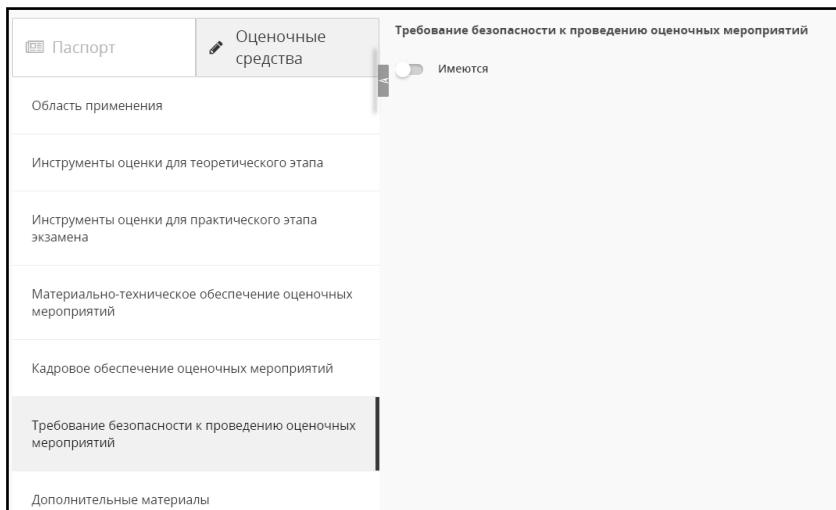 Паспорт
Оценочные
средства
Область применения
Инструменты оценки для теоретического этапа
Инструменты оценки для практического этапа
экзамена
Материально-техническое обеспечение оценочных
мероприятий
Кадровое обеспечение оценочных мероприятий
Требование безопасности к проведению оценочных
мероприятий
Дополнительные материалы
Требование безопасности к проведению оценочных мероприятий
Имеются